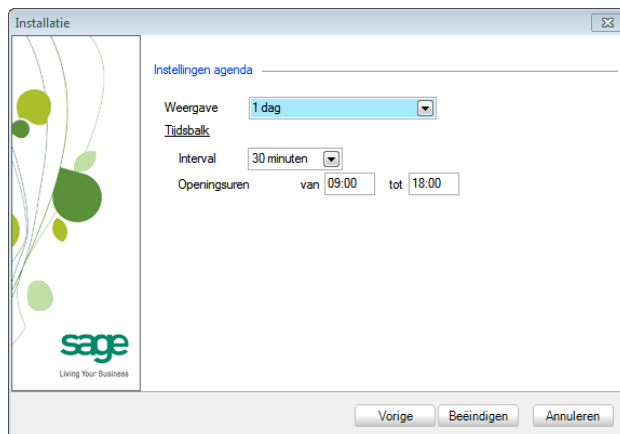 Installatie
Instellingen agenda
Weergave 1 dag
Tijdsbalk
Interval 30 minuten
Openingsuren van 09:00 tot 18:00
sage
Living Your Business
Vorige Beëindigen Annuleren